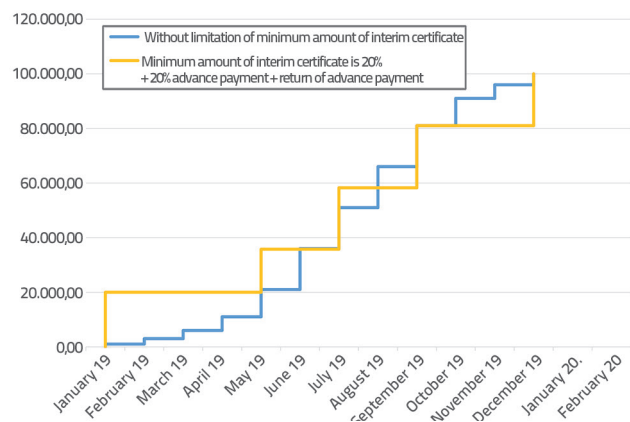 120.000,00
Without limitation of minimum amount of interim certificate
100.000,00
Minimum amount of interim certificate is 20%
+ 20% advance payment + return of advance payment
80.000,00
60.000,00
40.000,00
20.000,00
0,00
January 19
February 19
March 19
April 19
May 19
June 19
July 19
August 19
September 19
October 19
November 19
December 19
January 20.
February 20